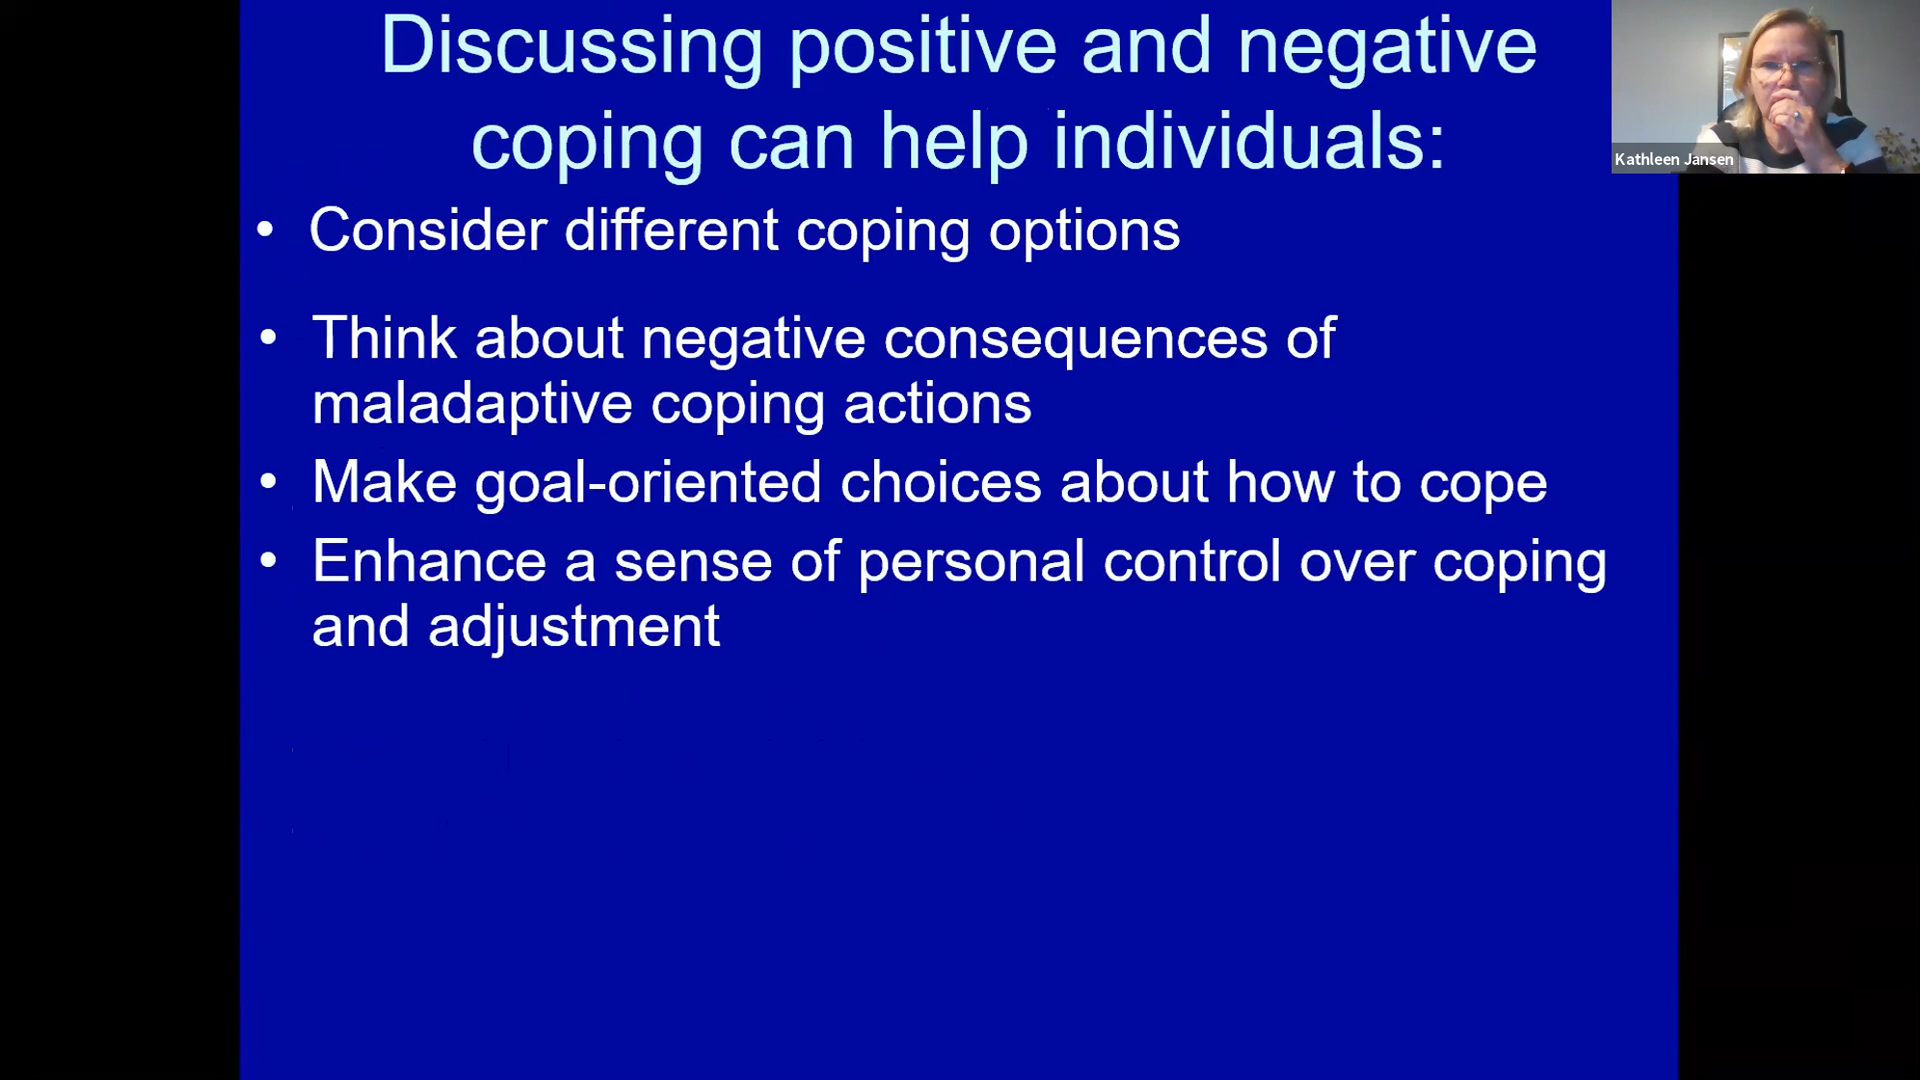 Discussing positive and negative
coping can help individuals:
• Consider different coping options
• Think about negative consequences of
maladaptive coping actions
• Make goal-oriented choices about how to cope
• Enhance a sense of personal control over coping
and adjustment
Kathleen Jansen